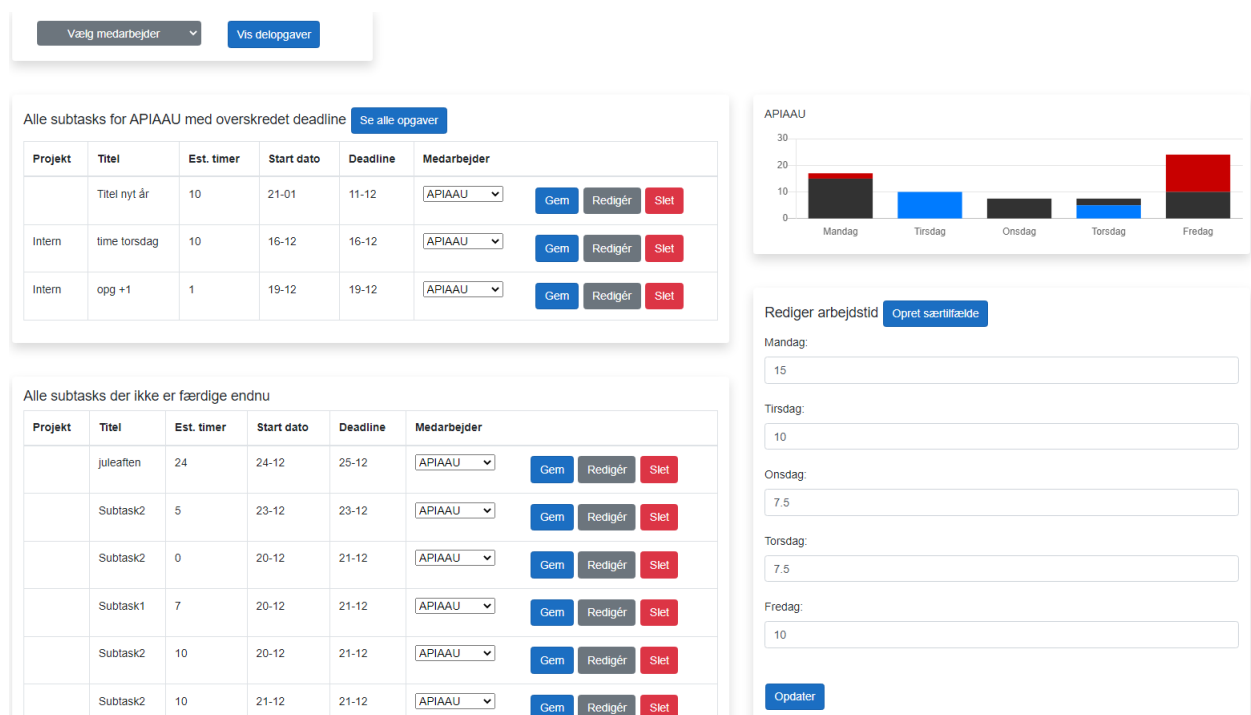 Vælg medarbejder
Vis delopgaver
Alle subtasks for APIAAU med overskredet deadline Se alle opgaver
Projekt Titel Est. timer Start dato Deadline Medarbejder
Titel nyt år 10 21-01 11-12 APIAAU Gem Redigér Slet
Intern time torsdag 10 16-12 16-12 APIAAU Gem Redigér Slet
Intern opg +1 1 19-12 19-12 APIAAU Gem Redigér Slet
Alle subtasks der ikke er færdige endnu
Projekt Titel Est. timer Start dato Deadline Medarbejder
juleaften 24 24-12 25-12 APIAAU Gem Redigér Slet
Subtask2 5 23-12 23-12 APIAAU Gem Redigér Slet
Subtask2 0 20-12 21-12 APIAAU Gem Redigér Slet
Subtask1 7 20-12 21-12 APIAAU Gem Redigér Slet
Subtask2 10 20-12 21-12 APIAAU Gem Redigér Slet
Subtask2 10 21-12 21-12 APIAAU Gem Redigér Slet
APIAAU
30
20
10
0
Mandag Tirsdag Onsdag Torsdag Fredag
Rediger arbejdstid Opret særtilfælde
Mandag:
15
Tirsdag:
10
Onsdag:
7.5
Torsdag:
7.5
Fredag:
10
Opdater